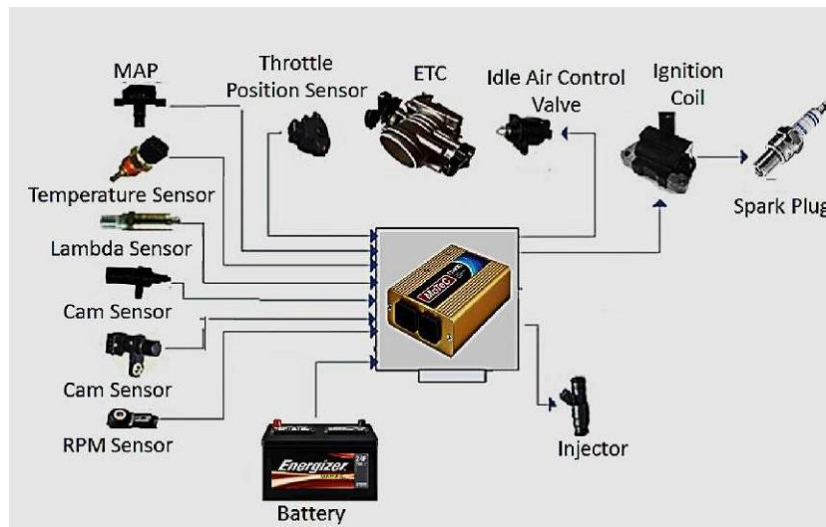 MAP
Throttle
Position Sensor
ETC
Idle Air Control
Valve
Ignition
Coil
Temperature Sensor
Spark Plug
Lambda Sensor
MoTeC
Cam Sensor
Cam Sensor
RPM Sensor
Energizer
Injector
Battery